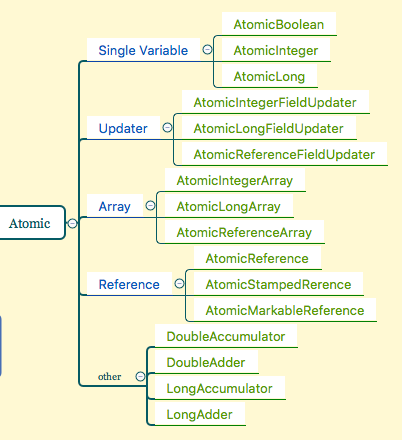 Atomic
Single Variable
AtomicBoolean
AtomicInteger
AtomicLong
Updater
AtomicIntegerFieldUpdater
AtomicLongFieldUpdater
AtomicReferenceFieldUpdater
Array
AtomicIntegerArray
AtomicLongArray
AtomicReferenceArray
Reference
AtomicReference
AtomicStampedRerence
AtomicMarkableReference
other
DoubleAccumulator
DoubleAdder
LongAccumulator
LongAdder